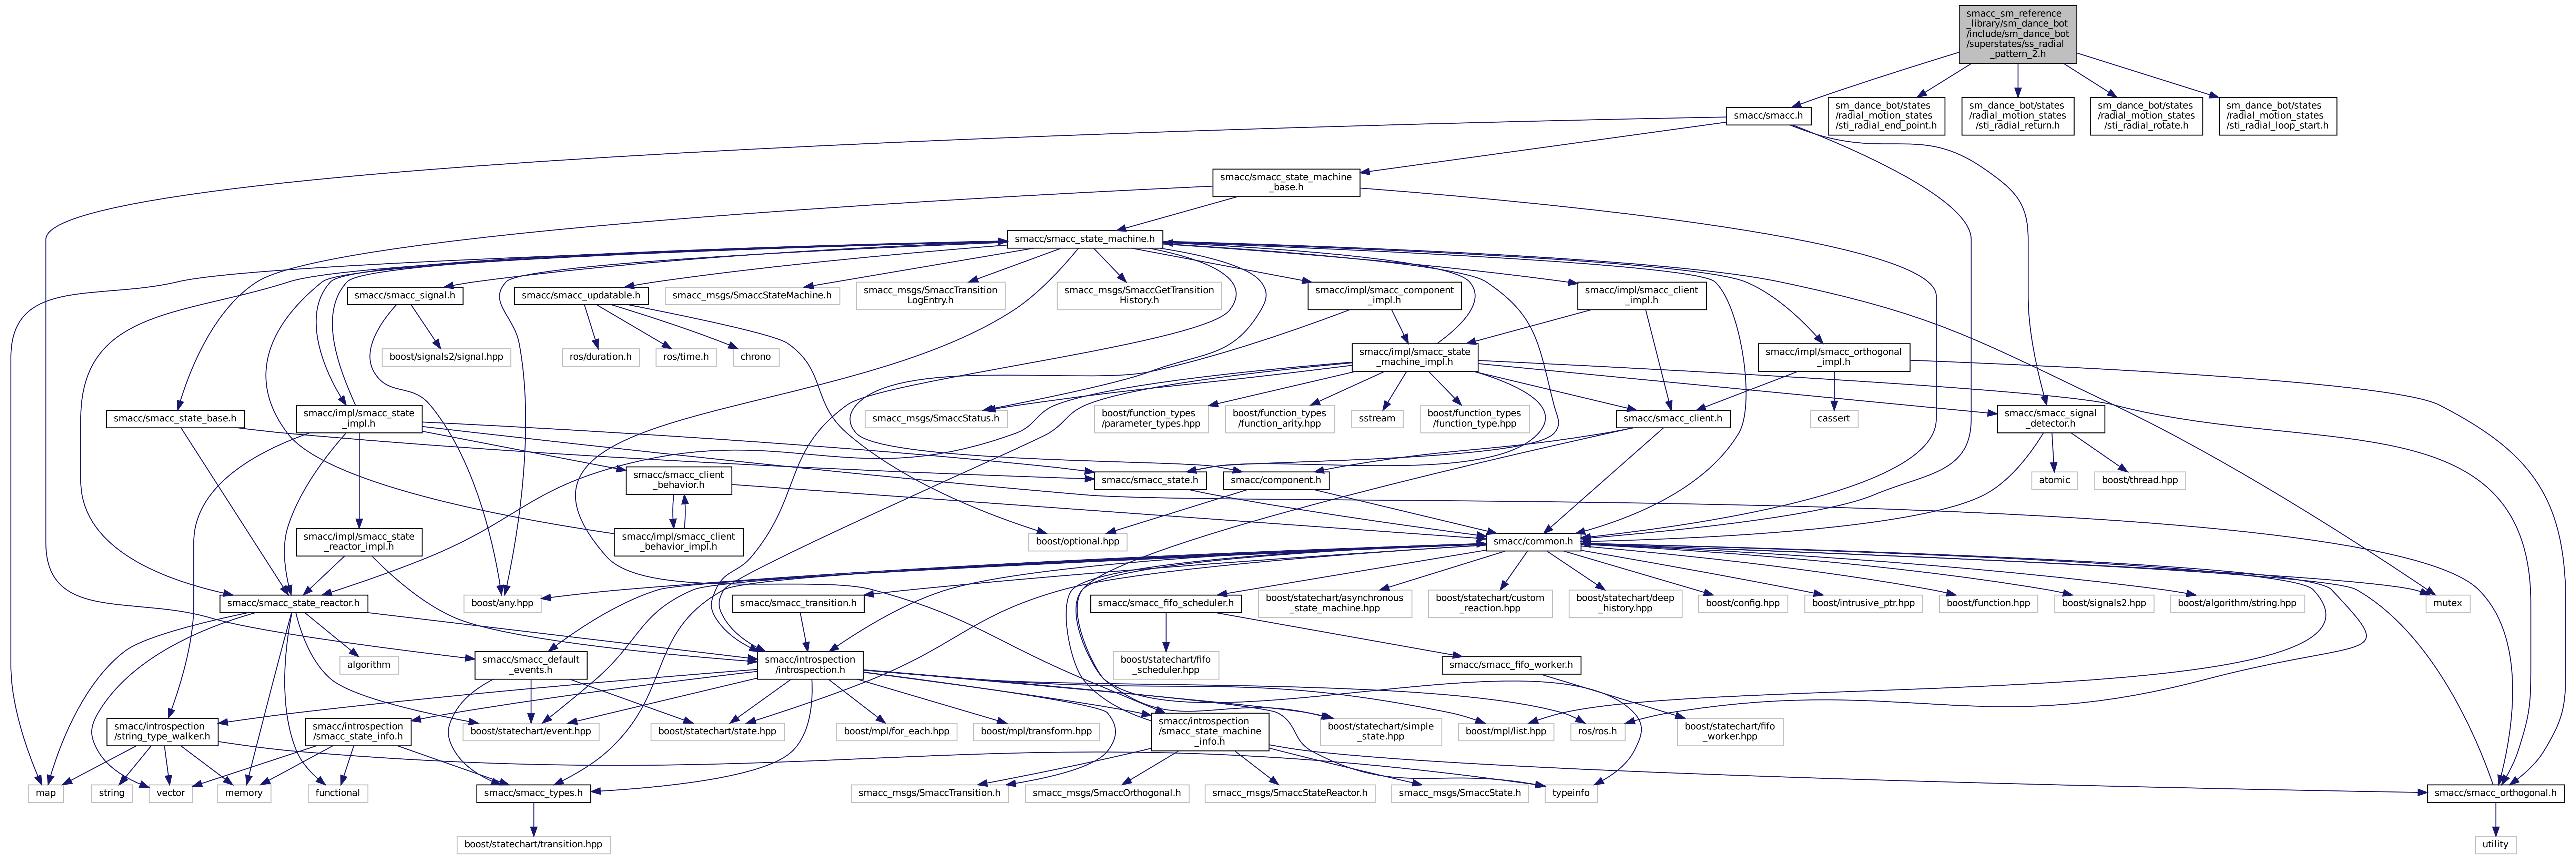 smacc_sm_reference
_library/sm_dance_bot
/include/sm_dance_bot
/superstates/ss_radial
_pattern_2.h
smacc/smacc.h
sm_dance_bot/states
/radial_motion_states
/sti_radial_end_point.h
sm_dance_bot/states
/radial_motion_states
/sti_radial_return.h
sm_dance_bot/states
/radial_motion_states
/sti_radial_rotate.h
sm_dance_bot/states
/radial_motion_states
/sti_radial_loop_start.h
smacc/smacc_state_machine
_base.h
smacc/smacc_state_machine.h
smacc/smacc_signal.h
smacc/smacc_updatable.h
smacc_msgs/SmaccStateMachine.h
smacc_msgs/SmaccTransition
LogEntry.h
smacc_msgs/SmaccGetTransition
History.h
smacc/impl/smacc_component
_impl.h
smacc/impl/smacc_client
_impl.h
boost/signals2/signal.hpp
ros/duration.h
ros/time.h
chrono
smacc/impl/smacc_state
_machine_impl.h
smacc/impl/smacc_orthogonal
_impl.h
smacc/smacc_state_base.h
smacc/impl/smacc_state
_impl.h
smacc_msgs/SmaccStatus.h
boost/function_types
/parameter_types.hpp
boost/function_types
/function_arity.hpp
sstream
boost/function_types
/function_type.hpp
smacc/smacc_client.h
cassert
smacc/smacc_signal
_detector.h
smacc/smacc_client
_behavior.h
smacc/smacc_state.h
smacc/component.h
atomic
boost/thread.hpp
smacc/impl/smacc_state
_reactor_impl.h
smacc/impl/smacc_client
_behavior_impl.h
boost/optional.hpp
smacc/common.h
smacc/smacc_state_reactor.h
boost/any.hpp
smacc/smacc_transition.h
smacc/smacc_fifo_scheduler.h
boost/statechart/asynchronous
_state_machine.hpp
boost/statechart/custom
_reaction.hpp
boost/statechart/deep
_history.hpp
boost/config.hpp
boost/intrusive_ptr.hpp
boost/function.hpp
boost/signals2.hpp
boost/algorithm/string.hpp
mutex
algorithm
smacc/smacc_default
_events.h
smacc/introspection
/introspection.h
boost/statechart/fifo
_scheduler.hpp
smacc/smacc_fifo_worker.h
smacc/introspection
/string_type_walker.h
smacc/introspection
/smacc_state_info.h
boost/statechart/event.hpp
boost/statechart/state.hpp
boost/mpl/for_each.hpp
boost/mpl/transform.hpp
smacc/introspection
/smacc_state_machine
_info.h
boost/statechart/simple
_state.hpp
boost/mpl/list.hpp
ros/ros.h
boost/statechart/fifo
_worker.hpp
map
string
vector
memory
functional
smacc/smacc_types.h
smacc_msgs/SmaccTransition.h
smacc_msgs/SmaccOrthogonal.h
smacc_msgs/SmaccStateReactor.h
smacc_msgs/SmaccState.h
typeinfo
smacc/smacc_orthogonal.h
boost/statechart/transition.hpp
utility